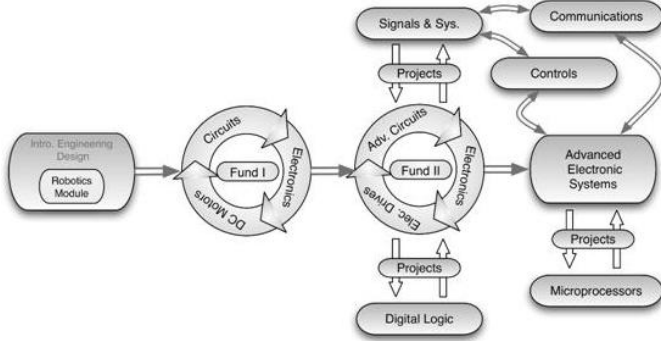 Signals & Sys.
Communications
Projects
Controls
Intro. Engineering
Design
Robotics
Module
Circuits
Electronics
DC Motors
Fund I
Adv. Circuits
Electronics
Elec. Drives
Fund II
Advanced
Electronic
Systems
Projects
Projects
Digital Logic
Microprocessors